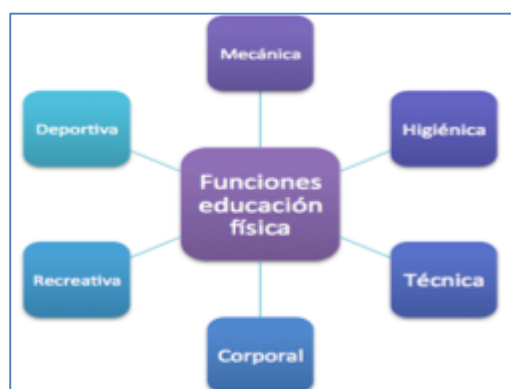 Mecánica
Deportiva
Higiénica
Funciones
educación
física
Recreativa
Técnica
Corporal